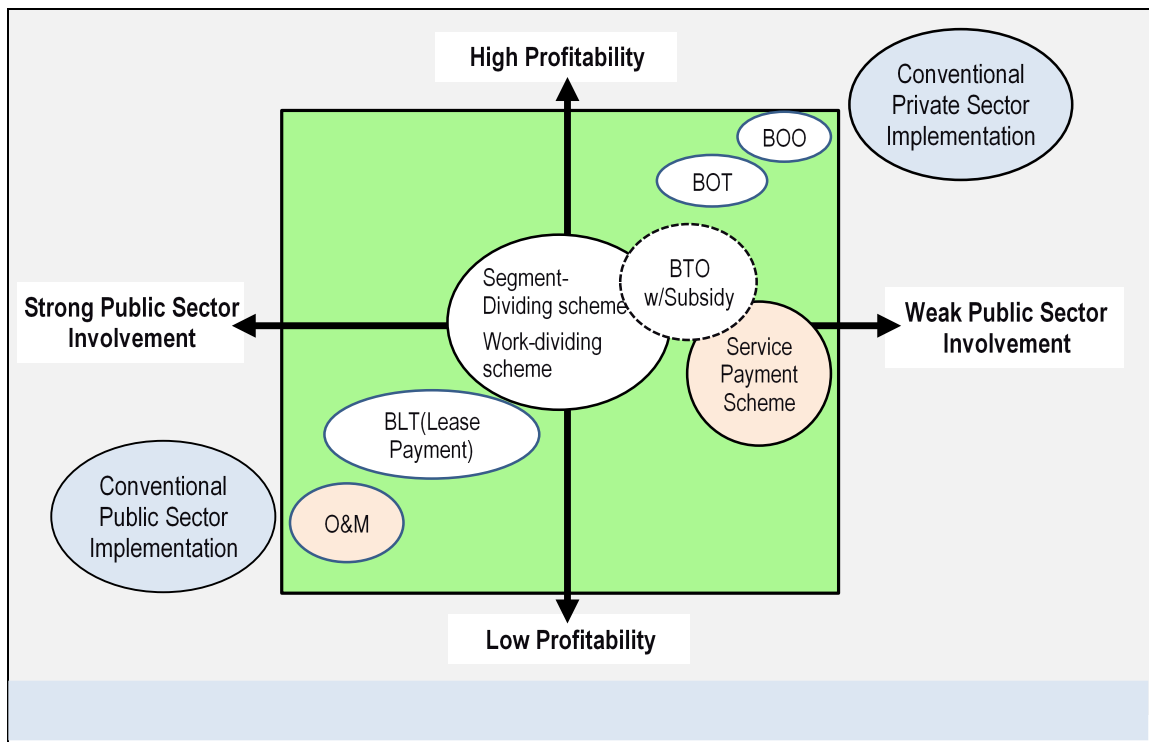 High Profitability
Conventional
Private Sector
Implementation
BOO
BOT
BTO
w/Subsidy
Segment-
Dividing scheme
Work-dividing
scheme
Strong Public Sector
Involvement
Weak Public Sector
Involvement
Service
Payment
Scheme
BLT(Lease
Payment)
Conventional
Public Sector
Implementation
O&M
Low Profitability